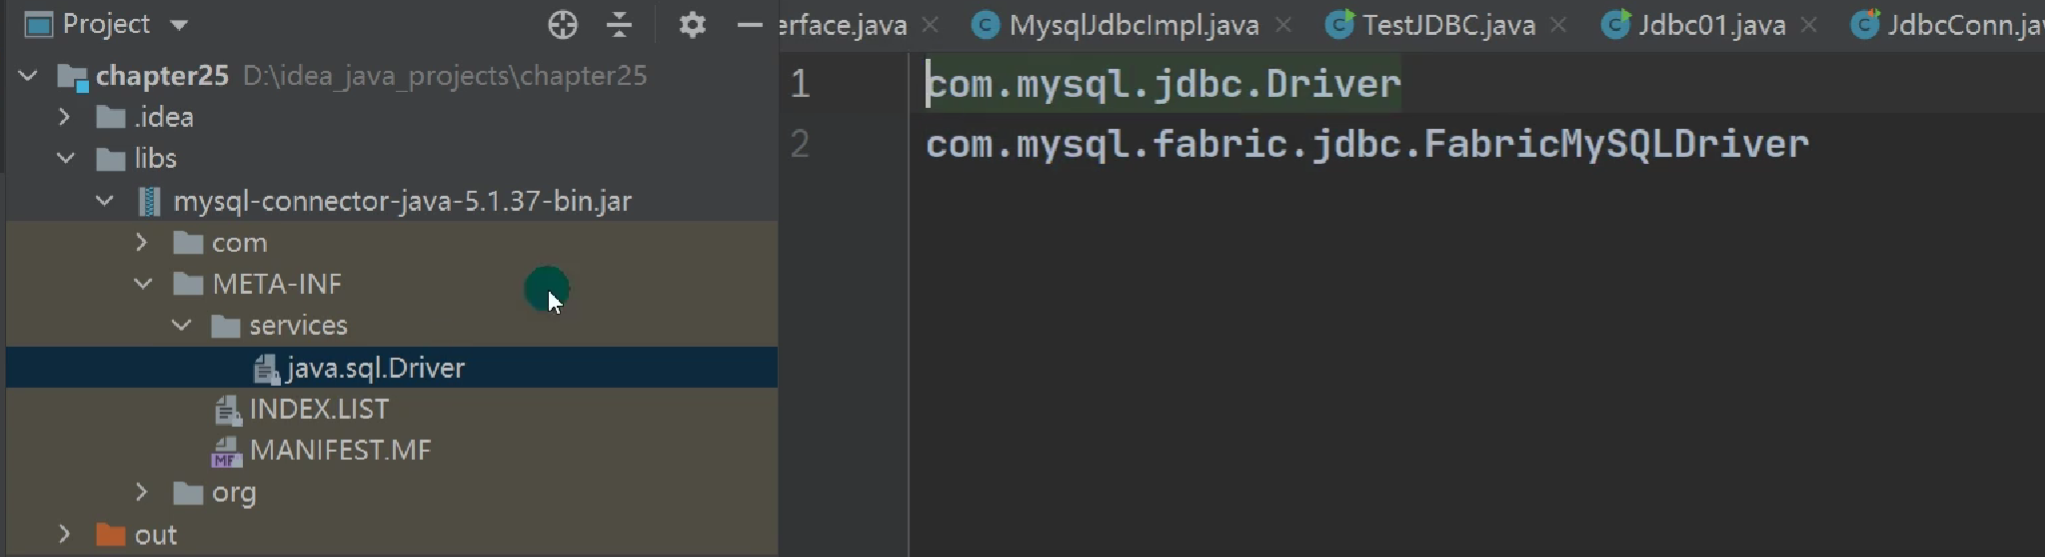 Project
erface.java
MysqlJdbcImpl.java
TestJDBC.java
Jdbc01.java
JdbcConn.jav
chapter25 D:\idea_java_projects\chapter25
.idea
libs
mysql-connector-java-5.1.37-bin.jar
com
META-INF
services
java.sql.Driver
INDEX.LIST
MF MANIFEST.MF
org
out
1 com.mysql.jdbc.Driver
2 com.mysql.fabric.jdbc.FabricMySQLDriver